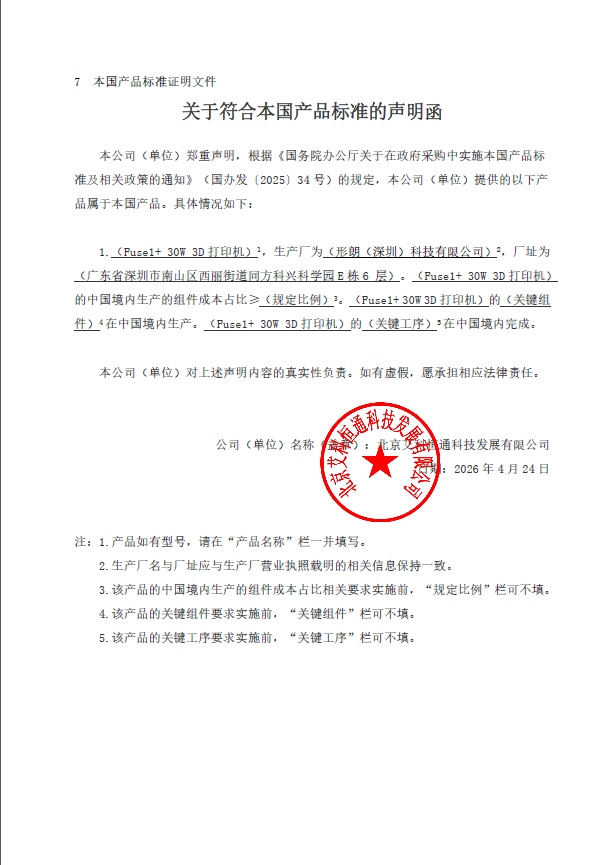 7 本国产品标准证明文件
关于符合本国产品标准的声明函
本公司（单位）郑重声明，根据《国务院办公厅关于在政府采购中实施本国产品标
准及相关政策的通知》（国办发〔2025〕34 号）的规定，本公司（单位）提供的以下产
品属于本国产品。具体情况如下：
1.（Fuse1+ 30W 3D 打印机）1，生产厂为（形朗（深圳）科技有限公司）2，厂址为
（广东省深圳市南山区西丽街道同方科兴科学园 E 栋 6 层）。（Fuse1+ 30W 3D 打印机）
的中国境内生产的组件成本占比≥（规定比例）3。（Fuse1+ 30W 3D 打印机）的（关键组
件）4 在中国境内生产。（Fuse1+ 30W 3D 打印机）的（关键工序）5 在中国境内完成。
本公司（单位）对上述声明内容的真实性负责。如有虚假，愿承担相应法律责任。
公司（单位）名称（盖章）：北京艾科恒通科技发展有限公司
日期：2026 年 4 月 24 日
北京艾科恒通科技发展有限公司
注：1.产品如有型号，请在“产品名称”栏一并填写。
2.生产厂名与厂址应与生产厂营业执照载明的相关信息保持一致。
3.该产品的中国境内生产的组件成本占比相关要求实施前，“规定比例”栏可不填。
4.该产品的关键组件要求实施前，“关键组件”栏可不填。
5.该产品的关键工序要求实施前，“关键工序”栏可不填。